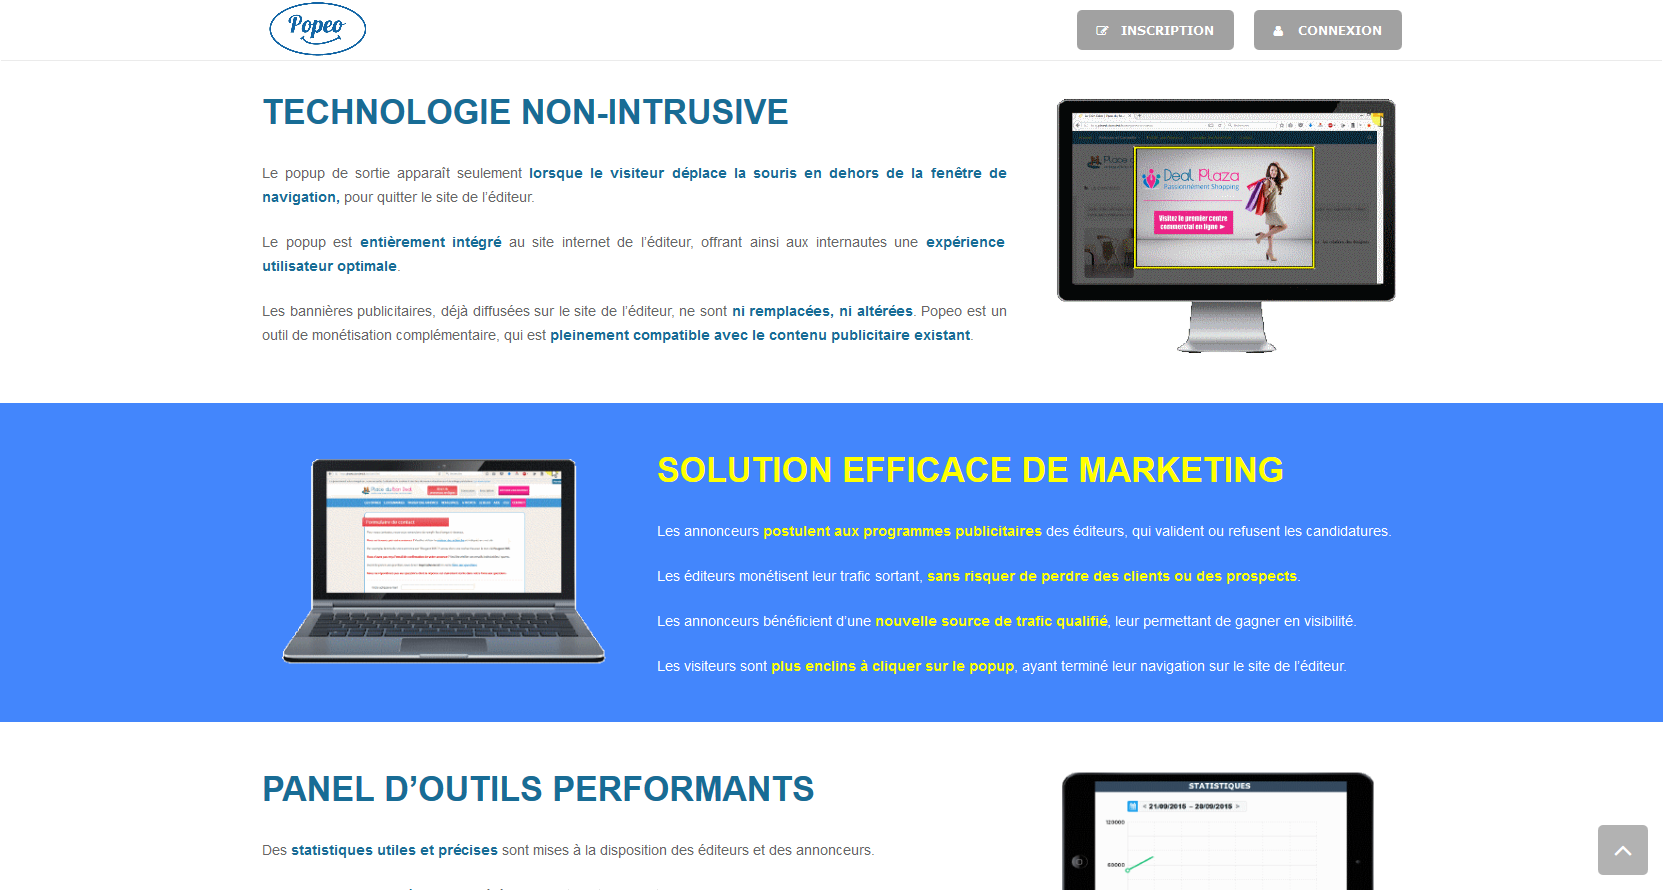 Popeo
INSCRIPTION
CONNEXION
TECHNOLOGIE NON-INTRUSIVE
Le popup de sortie apparaît seulement lorsque le visiteur déplace la souris en dehors de la fenêtre de
navigation, pour quitter le site de l’éditeur.
Le popup est entièrement intégré au site internet de l’éditeur, offrant ainsi aux internautes une expérience
utilisateur optimale.
Les bannières publicitaires, déjà diffusées sur le site de l’éditeur, ne sont ni remplacées, ni altérées. Popeo est un
outil de monétisation complémentaire, qui est pleinement compatible avec le contenu publicitaire existant.
Deal Plaza
Passionnément Shopping
Visitez le premier centre
commercial en ligne ►
Formulaire de contact
SOLUTION EFFICACE DE MARKETING
Les annonceurs postulent aux programmes publicitaires des éditeurs, qui valident ou refusent les candidatures.
Les éditeurs monétisent leur trafic sortant, sans risquer de perdre des clients ou des prospects.
Les annonceurs bénéficient d’une nouvelle source de trafic qualifié, leur permettant de gagner en visibilité.
Les visiteurs sont plus enclins à cliquer sur le popup, ayant terminé leur navigation sur le site de l’éditeur.
PANEL D’OUTILS PERFORMANTS
Des statistiques utiles et précises sont mises à la disposition des éditeurs et des annonceurs.
STATISTIQUES
< 21/09/2015 – 28/09/2015 >
120000
60000